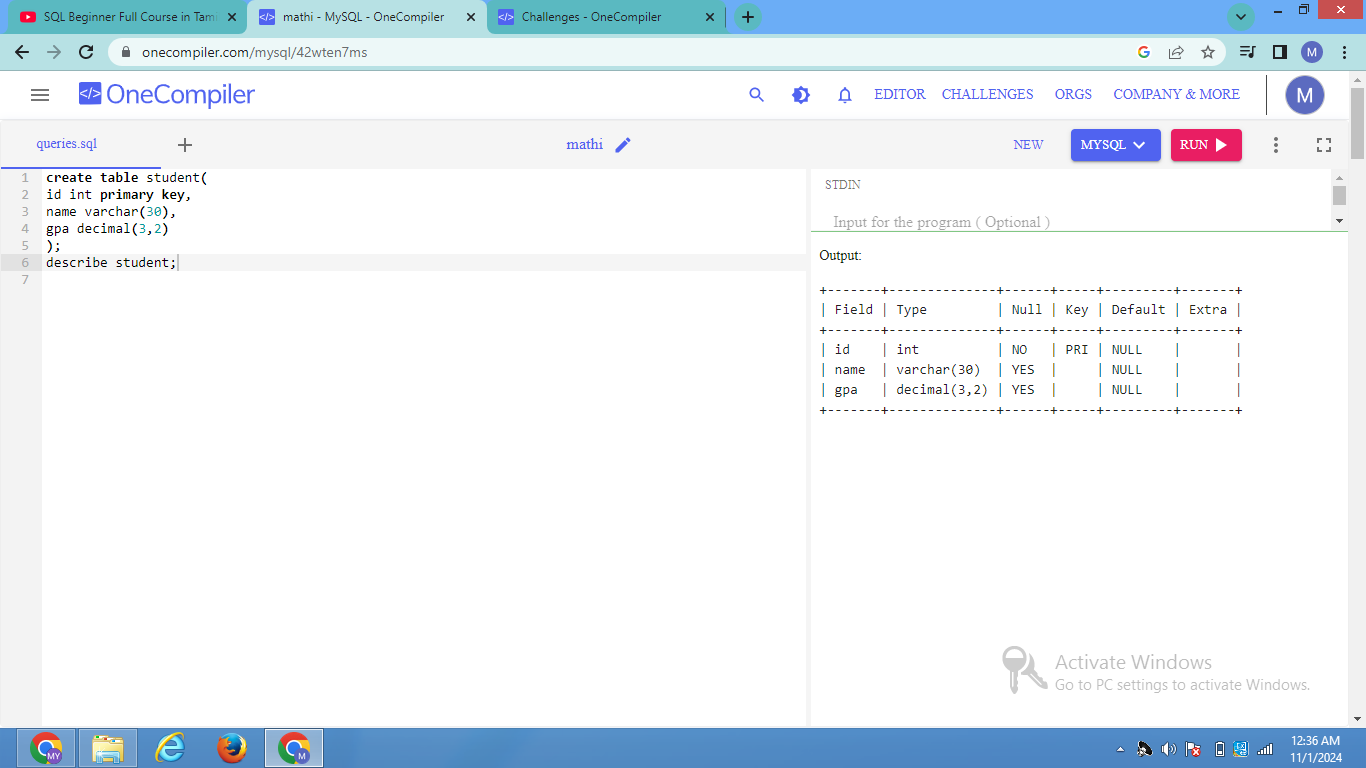 SQL Beginner Full Course in Tami
mathi - MySQL - OneCompiler
Challenges - OneCompiler
onecompiler.com/mysql/42wten7ms
M
</> OneCompiler
EDITOR CHALLENGES ORGS COMPANY & MORE
M
queries.sql
mathi
NEW
MYSQL
RUN
1 create table student(
2 id int primary key,
3 name varchar(30),
4 gpa decimal(3,2)
5 );
6 describe student;
7
STDIN
Input for the program ( Optional )
Output:
+-------+--------------+------+-----+---------+-------+
| Field | Type         | Null | Key | Default | Extra |
+-------+--------------+------+-----+---------+-------+
| id    | int          | NO   | PRI | NULL    |       |
| name  | varchar(30)  | YES  |     | NULL    |       |
| gpa   | decimal(3,2) | YES  |     | NULL    |       |
+-------+--------------+------+-----+---------+-------+
Activate Windows
Go to PC settings to activate Windows.
MY
M
12:36 AM
11/1/2024